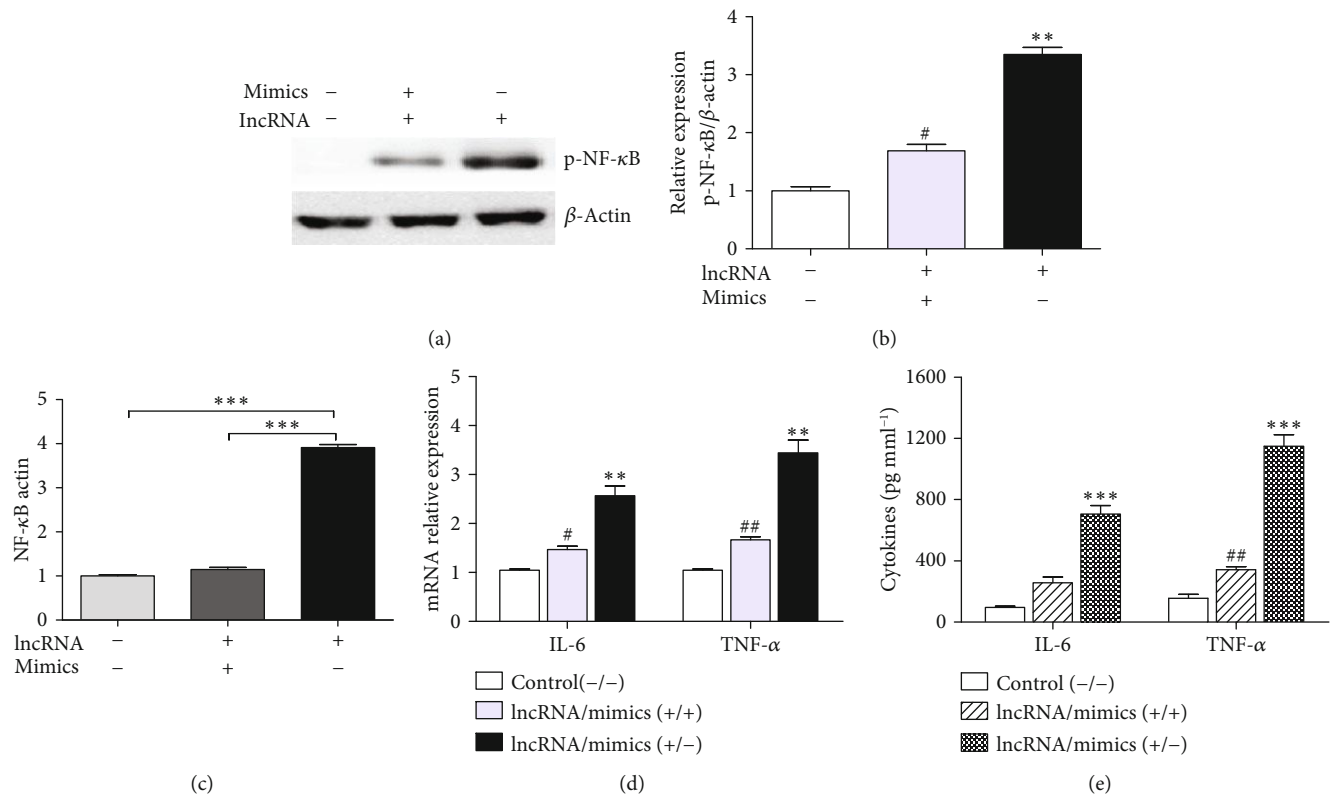 Mimics − + −
lncRNA − + +
p-NF-κB
β-Actin
(a)
Relative expression
p-NF-κB/β-actin
4
3
2
1
0
#
**
lncRNA − + +
Mimics − + −
(b)
NF-κB actin
5
4
3
2
1
0
***
***
lncRNA − + +
Mimics − + −
(c)
mRNA relative expression
5
4
3
2
1
0
#
**
##
**
IL-6 TNF-α
Control(−/−)
lncRNA/mimics (+/+)
lncRNA/mimics (+/−)
(d)
Cytokines (pg mml⁻¹)
1600
1200
800
400
0
***
##
***
IL-6 TNF-α
Control (−/−)
lncRNA/mimics (+/+)
lncRNA/mimics (+/−)
(e)